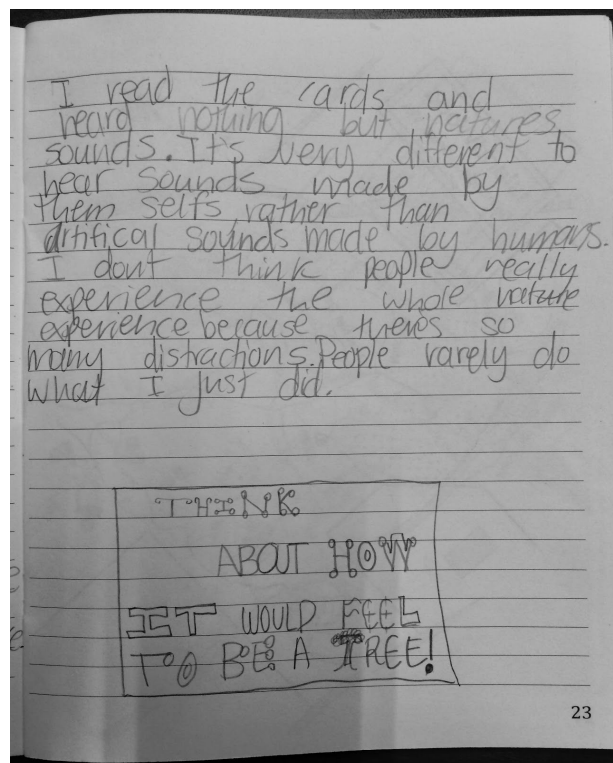 I read the cards and
heard nothing but natures
sounds. It's very different to
hear sounds made by
them selfs rather than
ditifical sounds made by humans.
I dont think people really
experience the whole nature
experience because theres so
many distractions. People rarely do
what I just did.
THINK
ABOUT HOW
IT WOULD FEEL
TO BE A TREE!
23